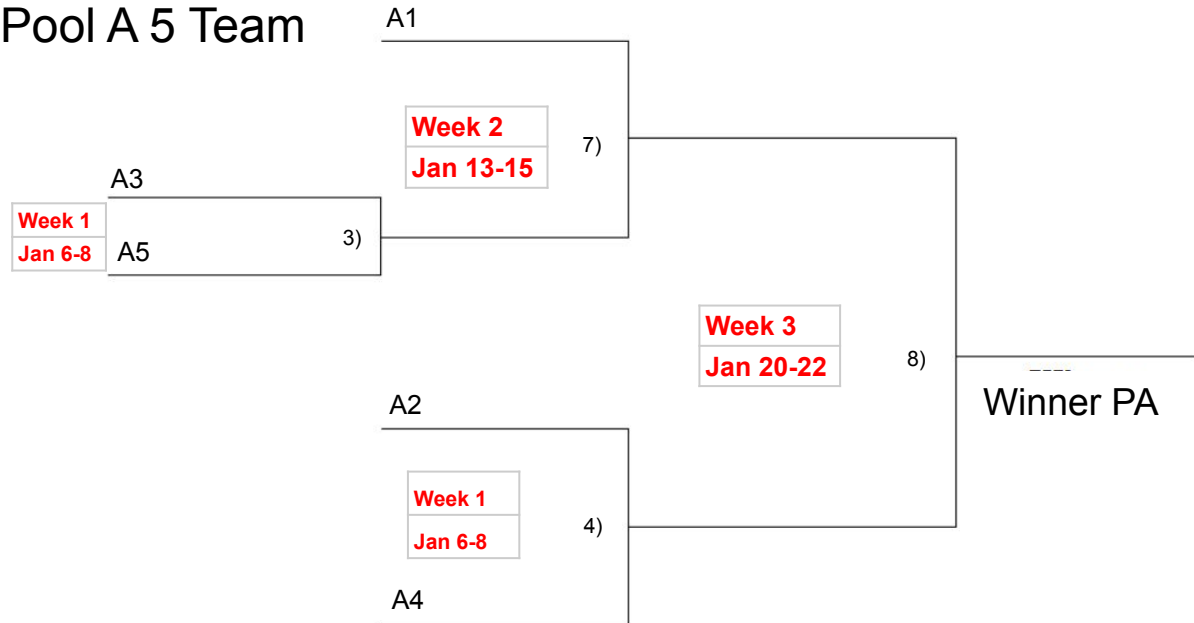 Pool A 5 Team
A1
Week 2
Jan 13-15
7)
A3
Week 1
Jan 6-8
A5
3)
Week 3
Jan 20-22
8)
Winner PA
A2
Week 1
Jan 6-8
4)
A4